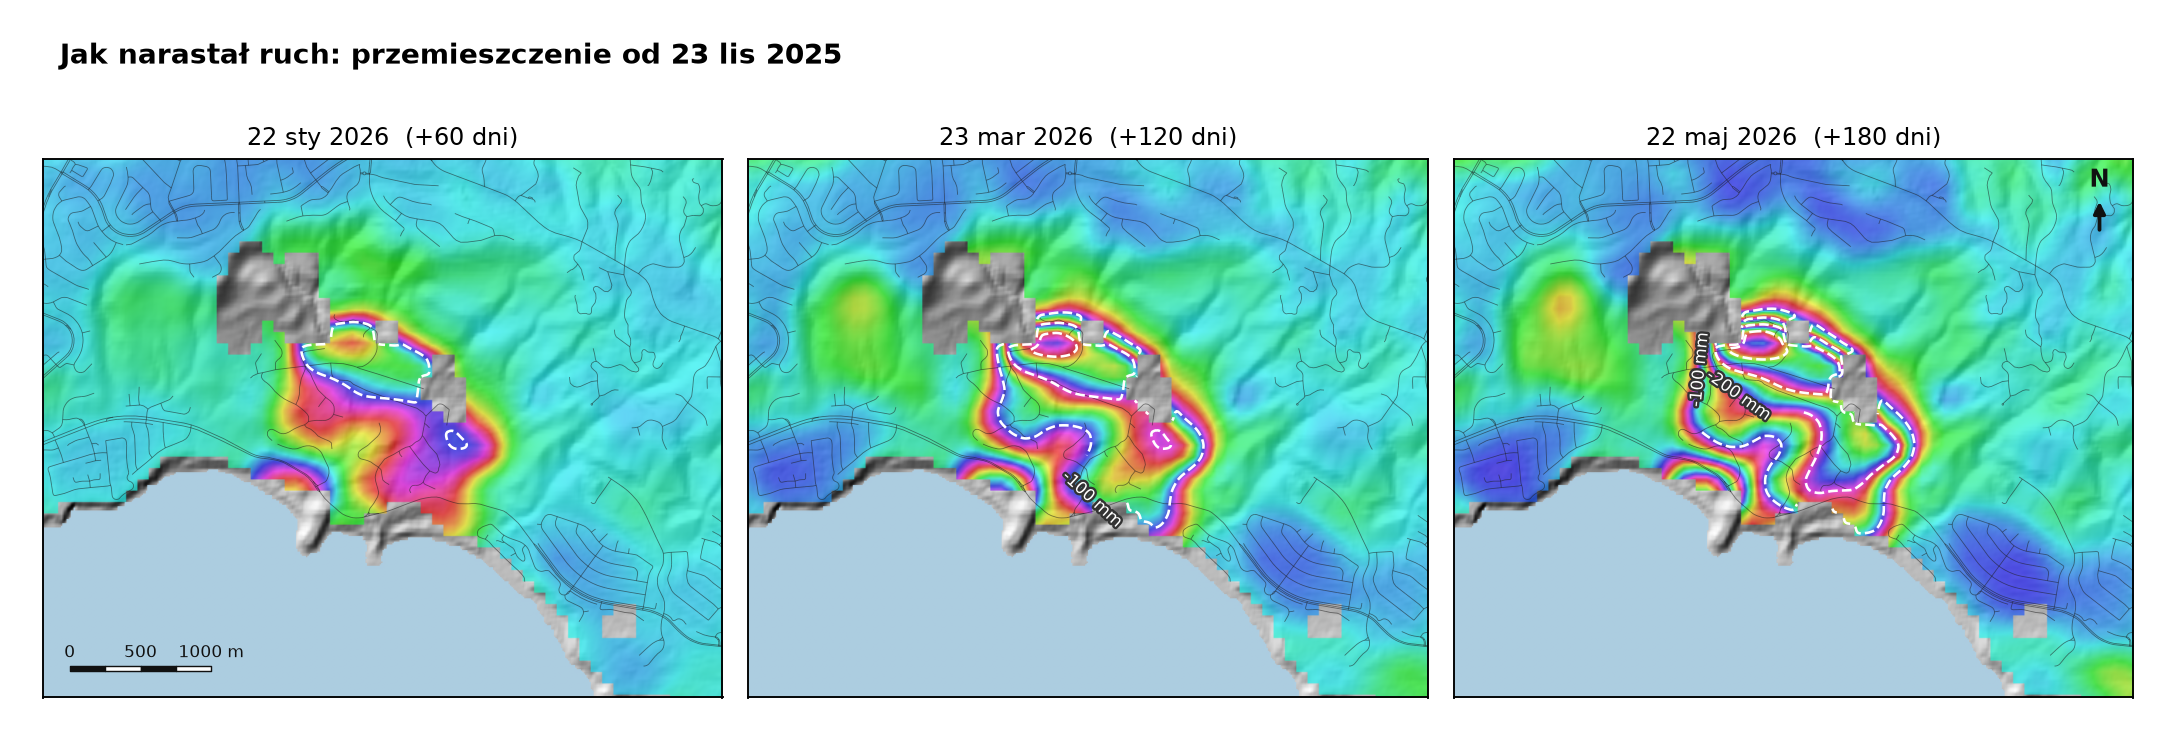 Jak narastał ruch: przemieszczenie od 23 lis 2025
22 sty 2026 (+60 dni)
23 mar 2026 (+120 dni)
22 maj 2026 (+180 dni)
N
-100 mm
-200 mm
-100 mm
0 500 1000 m